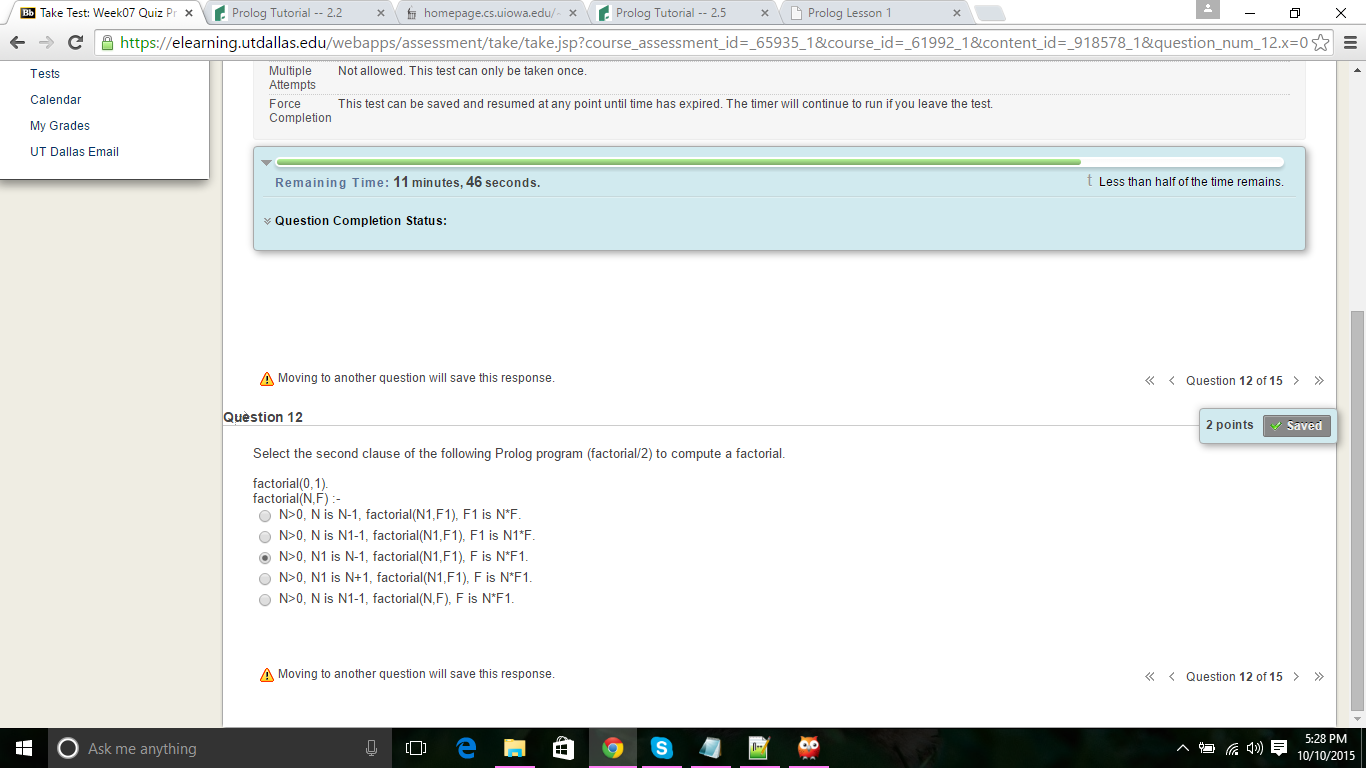 Bb Take Test: Week07 Quiz Pr
Prolog Tutorial -- 2.2
homepage.cs.uiowa.edu/~
Prolog Tutorial -- 2.5
Prolog Lesson 1
https://elearning.utdallas.edu/webapps/assessment/take/take.jsp?course_assessment_id=_65935_1&course_id=_61992_1&content_id=_918578_1&question_num_12.x=0
Tests
Calendar
My Grades
UT Dallas Email
Multiple Attempts Not allowed. This test can only be taken once.
Force Completion This test can be saved and resumed at any point until time has expired. The timer will continue to run if you leave the test.
Remaining Time: 11 minutes, 46 seconds.
t Less than half of the time remains.
Question Completion Status:
Moving to another question will save this response.
Question 12 of 15
Question 12
2 points Saved
Select the second clause of the following Prolog program (factorial/2) to compute a factorial.
factorial(0,1).
factorial(N,F) :-
N>0, N is N-1, factorial(N1,F1), F1 is N*F.
N>0, N is N1-1, factorial(N1,F1), F1 is N1*F.
N>0, N1 is N-1, factorial(N1,F1), F is N*F1.
N>0, N1 is N+1, factorial(N1,F1), F is N*F1.
N>0, N is N1-1, factorial(N,F), F is N*F1.
Moving to another question will save this response.
Question 12 of 15
Ask me anything
5:28 PM
10/10/2015